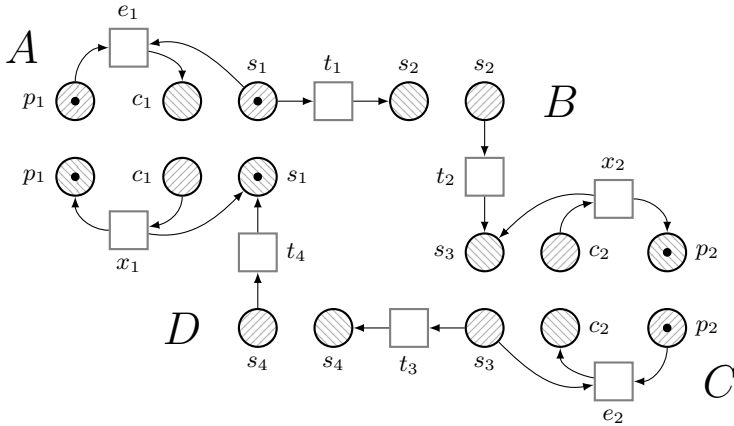 e₁
A
s₁ t₁ s₂ s₂
p₁ c₁ B
t₂ x₂
p₁ c₁ s₁
x₁ t₄ s₃ c₂ p₂
D c₂ p₂
s₄ s₄ t₃ s₃ C
e₂